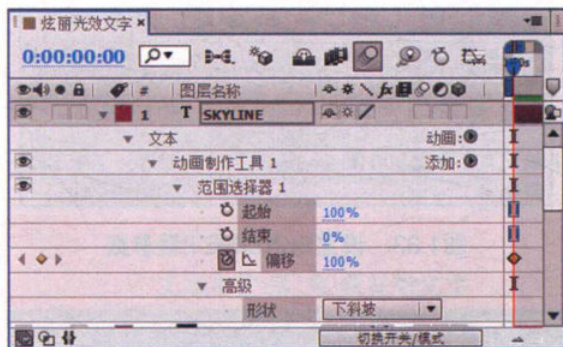 炫丽光效文字
0:00:00:00
# 图层名称
1 T SKYLINE
文本 动画:
动画制作工具 1 添加:
范围选择器 1
起始 100%
结束 0%
偏移 100%
高级
形状 下斜坡
切换开关/模式